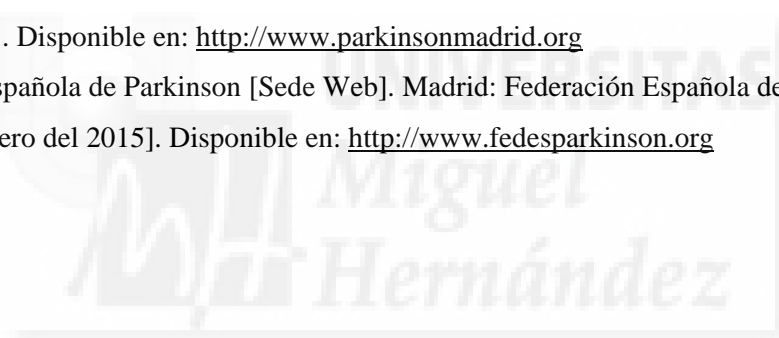 . Disponible en: http://www.parkinsonmadrid.org
spañola de Parkinson [Sede Web]. Madrid: Federación Española de
ero del 2015]. Disponible en: http://www.fedesparkinson.org
UNIVERSITAS
Miguel
Hernández